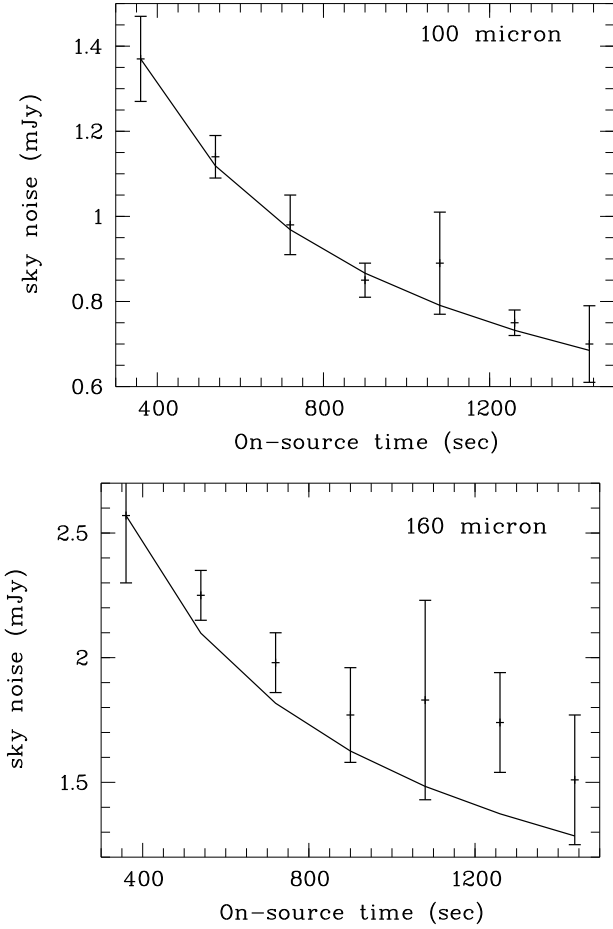 100 micron
1.4
1.2
1
0.8
0.6
sky noise (mJy)
400 800 1200
On-source time (sec)
160 micron
2.5
2
1.5
sky noise (mJy)
400 800 1200
On-source time (sec)